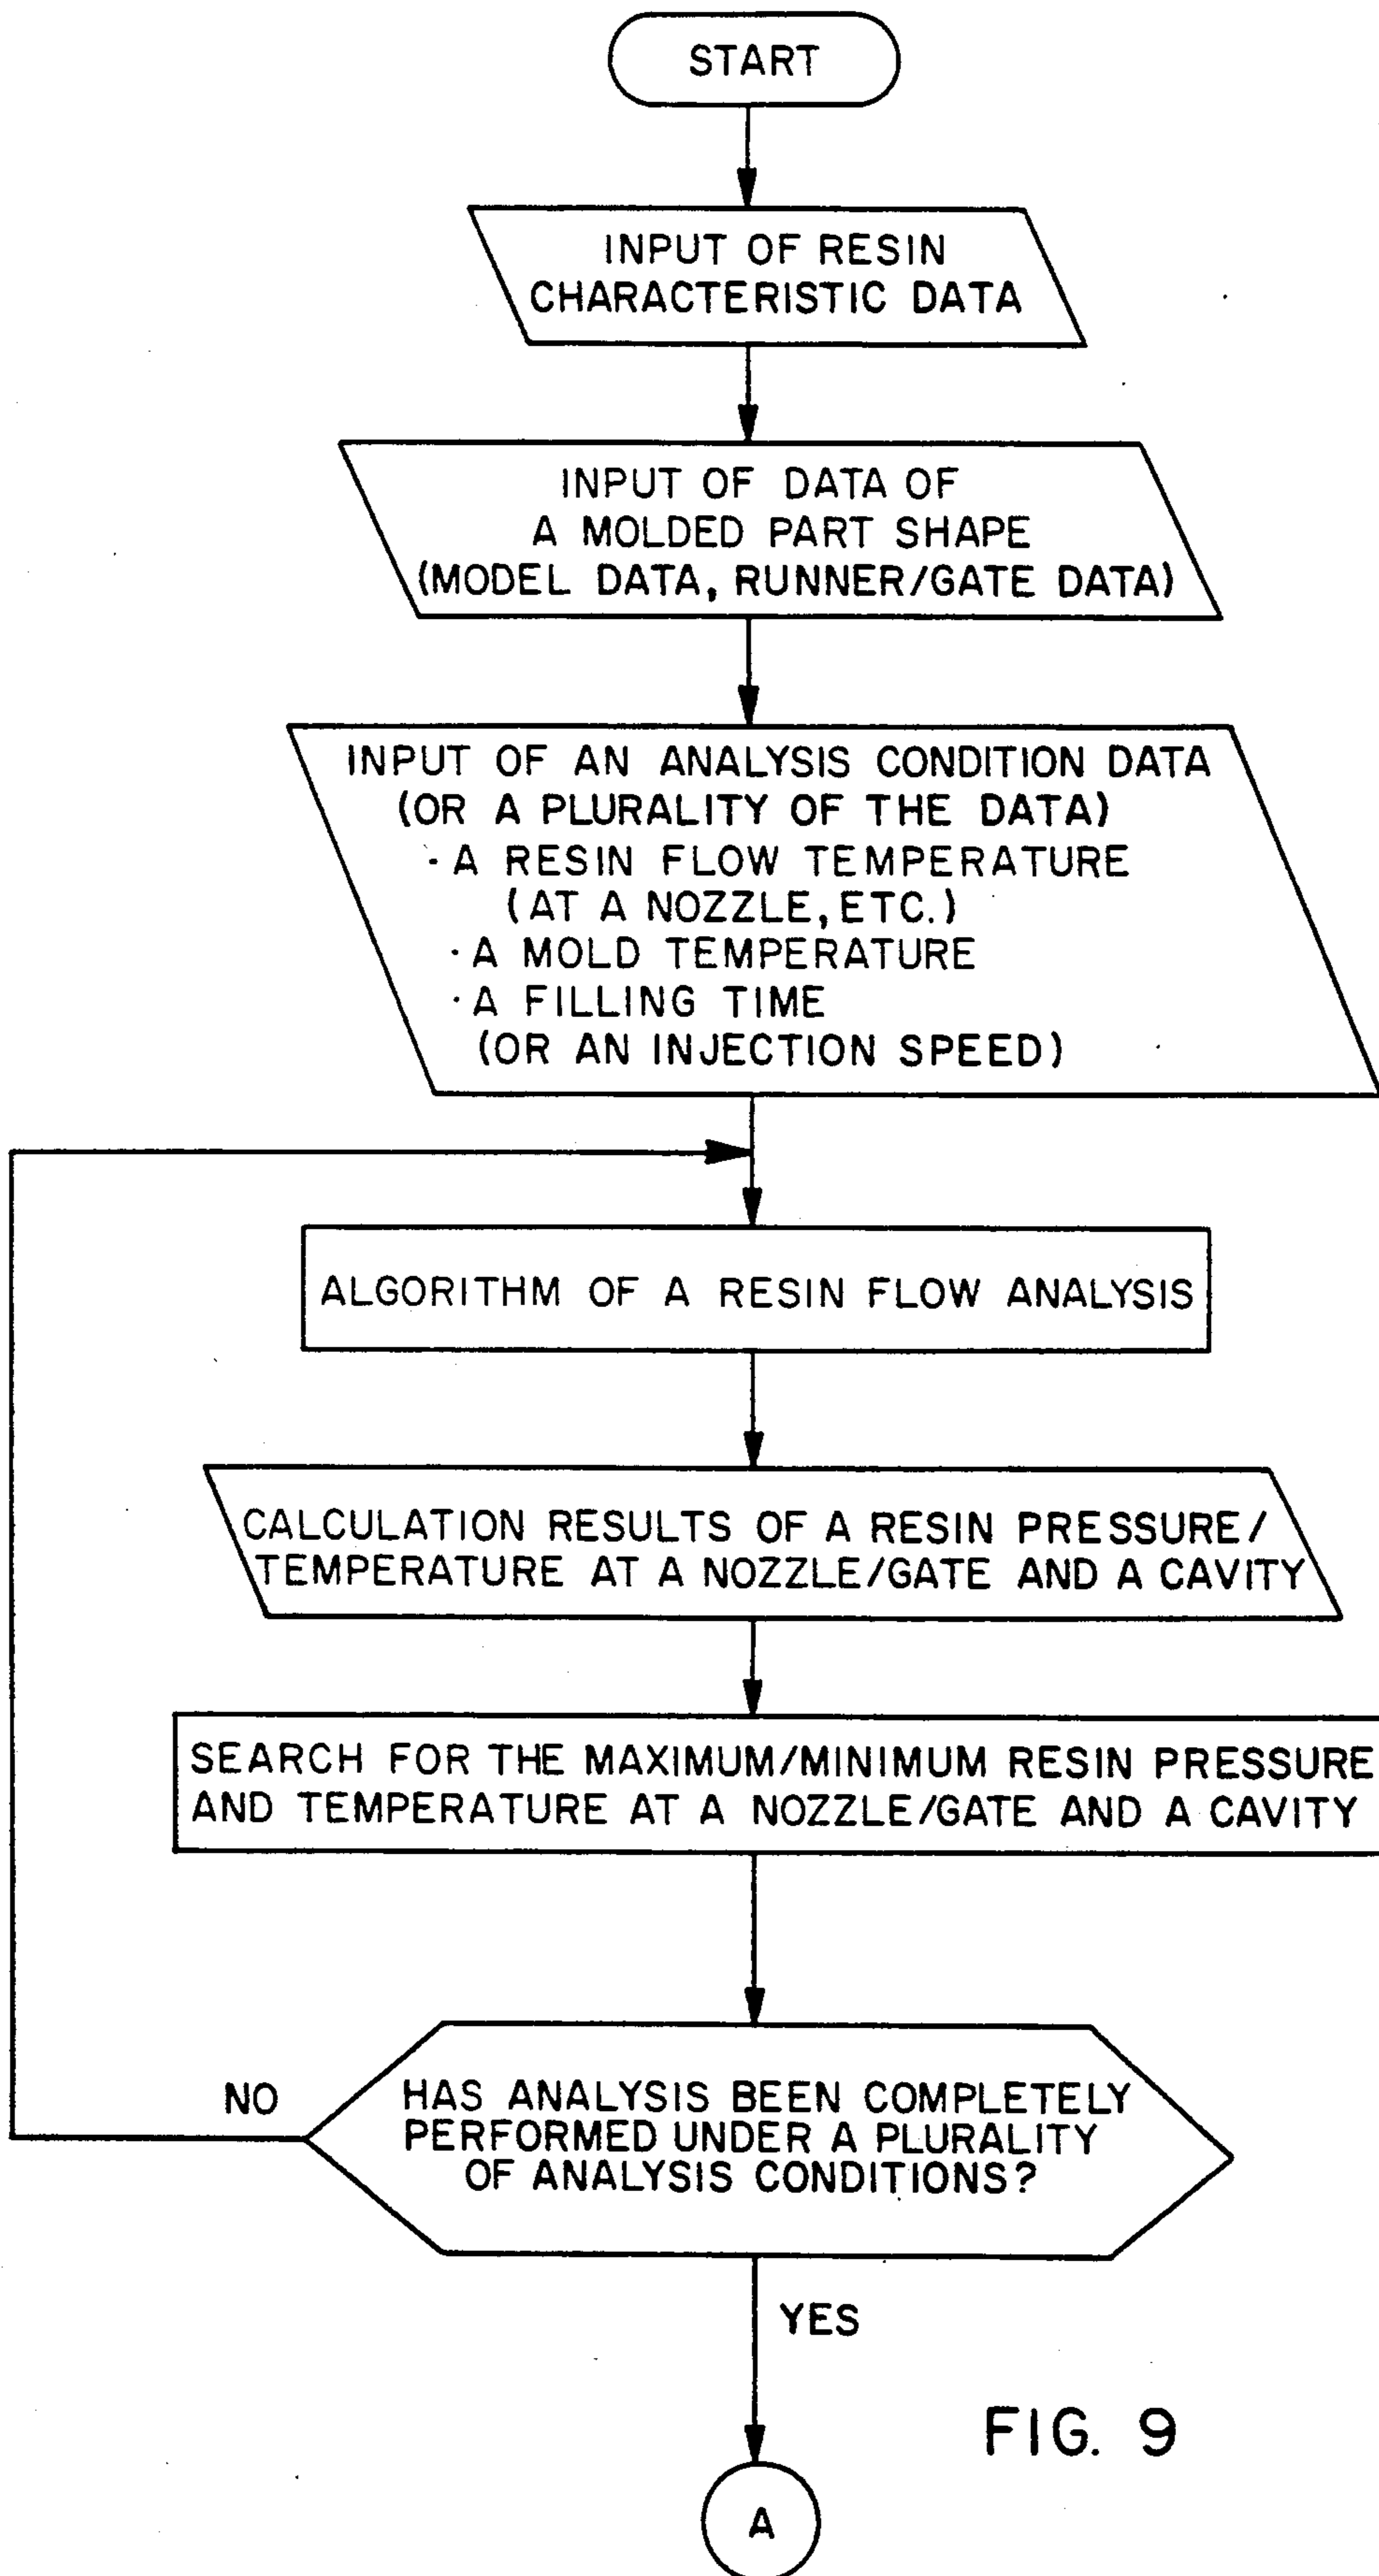 START
INPUT OF RESIN
CHARACTERISTIC DATA
INPUT OF DATA OF
A MOLDED PART SHAPE
(MODEL DATA, RUNNER/GATE DATA)
INPUT OF AN ANALYSIS CONDITION DATA
(OR A PLURALITY OF THE DATA)
· A RESIN FLOW TEMPERATURE
(AT A NOZZLE, ETC.)
· A MOLD TEMPERATURE
· A FILLING TIME
(OR AN INJECTION SPEED)
ALGORITHM OF A RESIN FLOW ANALYSIS
CALCULATION RESULTS OF A RESIN PRESSURE/
TEMPERATURE AT A NOZZLE/GATE AND A CAVITY
SEARCH FOR THE MAXIMUM/MINIMUM RESIN PRESSURE
AND TEMPERATURE AT A NOZZLE/GATE AND A CAVITY
NO
HAS ANALYSIS BEEN COMPLETELY
PERFORMED UNDER A PLURALITY
OF ANALYSIS CONDITIONS?
YES
FIG. 9
A